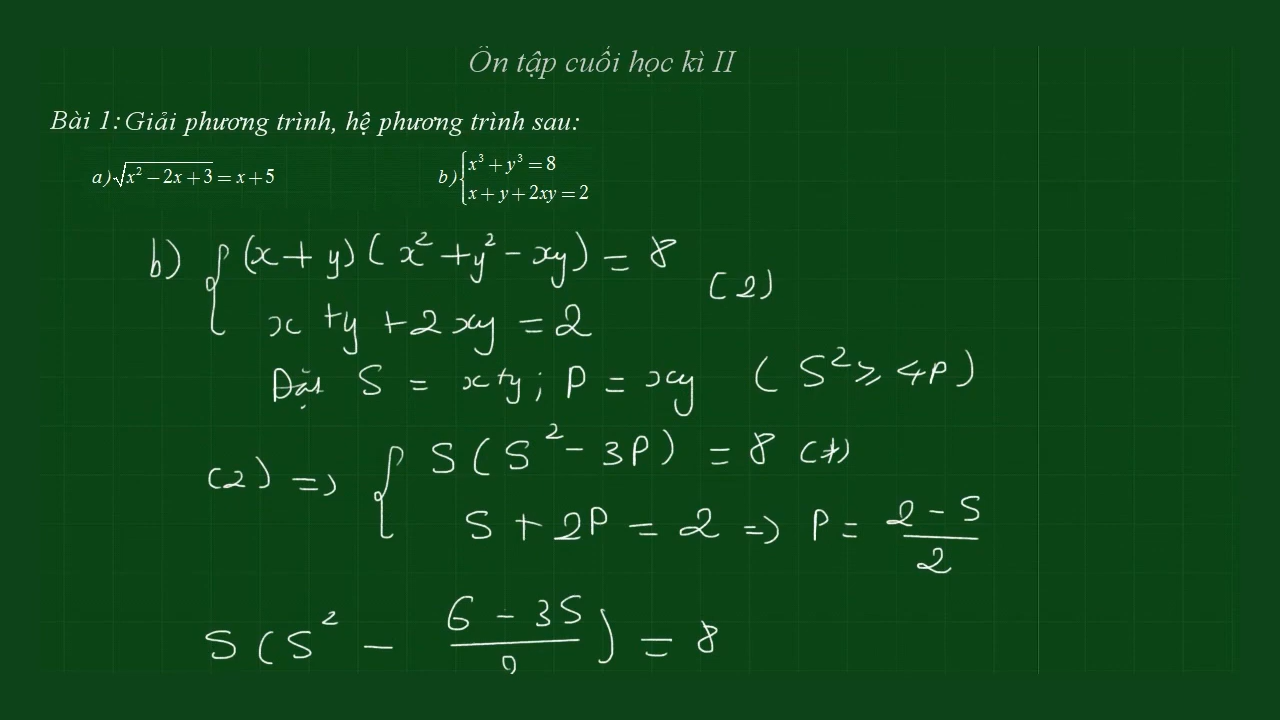 Ôn tập cuối học kì II
Bài 1: Giải phương trình, hệ phương trình sau:
a) √(x² − 2x + 3) = x + 5 b) { x³ + y³ = 8
x + y + 2xy = 2
b) { (x + y)(x² + y² − xy) = 8
(2)
x + y + 2xy = 2
Đặt S = x + y; P = xy (S² ≥ 4P)
(2) => { S(S² − 3P) = 8 (*)
S + 2P = 2 => P = (2 − S)/2
S(S² − (6 − 3S)/2) = 8